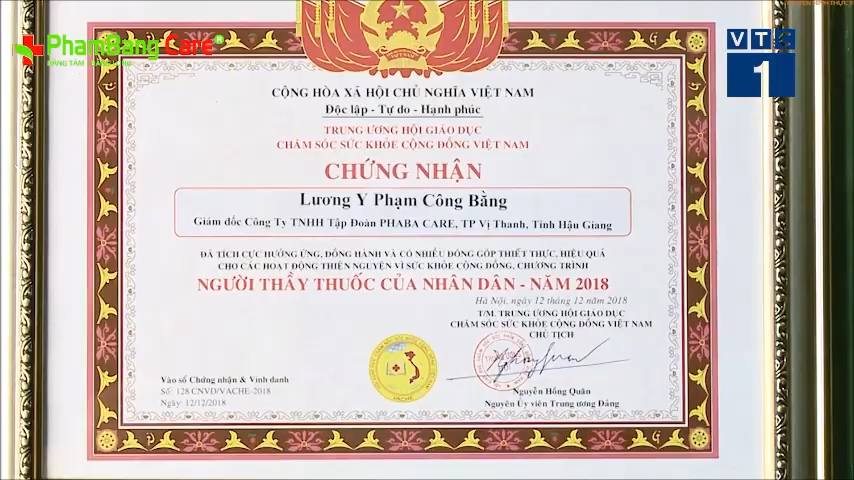 PhamBang Care®
VTC
1
CỘNG HÒA XÃ HỘI CHỦ NGHĨA VIỆT NAM
Độc lập - Tự do - Hạnh phúc
TRUNG ƯƠNG HỘI GIÁO DỤC
CHĂM SÓC SỨC KHỎE CỘNG ĐỒNG VIỆT NAM
CHỨNG NHẬN
Lương Y Phạm Công Bằng
Giám đốc Công Ty TNHH Tập Đoàn PHABA CARE, TP Vị Thanh, Tỉnh Hậu Giang
ĐÃ TÍCH CỰC HƯỞNG ỨNG, ĐỒNG HÀNH VÀ CÓ NHIỀU ĐÓNG GÓP THIẾT THỰC, HIỆU QUẢ
CHO CÁC HOẠT ĐỘNG THIỆN NGUYỆN VÌ SỨC KHỎE CỘNG ĐỒNG, CHƯƠNG TRÌNH
NGƯỜI THẦY THUỐC CỦA NHÂN DÂN - NĂM 2018
Hà Nội, ngày 12 tháng 12 năm 2018
T/M. TRUNG ƯƠNG HỘI GIÁO DỤC
CHĂM SÓC SỨC KHỎE CỘNG ĐỒNG VIỆT NAM
CHỦ TỊCH
Vào sổ Chứng nhận & Vinh danh
Số: 128 CNVD/VACHE-2018
Ngày: 12/12/2018
Nguyễn Hồng Quân
Nguyên Ủy viên Trung ương Đảng